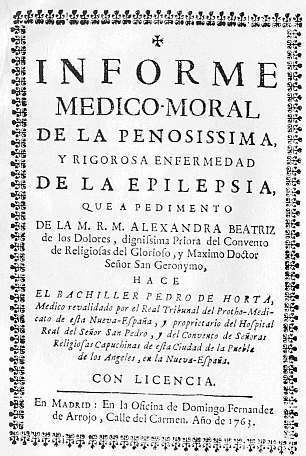 ✠
INFORME
MEDICO-MORAL
DE LA PENOSISSIMA,
Y RIGOROSA ENFERMEDAD
DE LA EPILEPSIA,
QUE A PEDIMENTO
DE LA M. R. M. ALEXANDRA BEATRIZ
de los Dolores, dignissima Priora del Convento
de Religiosas del Glorioso, y Maximo Doctor
Señor San Geronymo,
HACE
EL BACHILLER PEDRO DE HORTA,
Medico revalidado por el Real Tribunal del Protho-Medi-
cato de esta Nueva-España, y proprietario del Hospital
Real del Señor San Pedro, y del Convento de Señoras
Religiosas Capuchinas de esta Ciudad de la Puebla
de los Angeles, en la Nueva-España.
CON LICENCIA.
En MADRID: En la Oficina de Domingo Fernandez
de Arrojo, Calle del Carmen. Año de 1763.